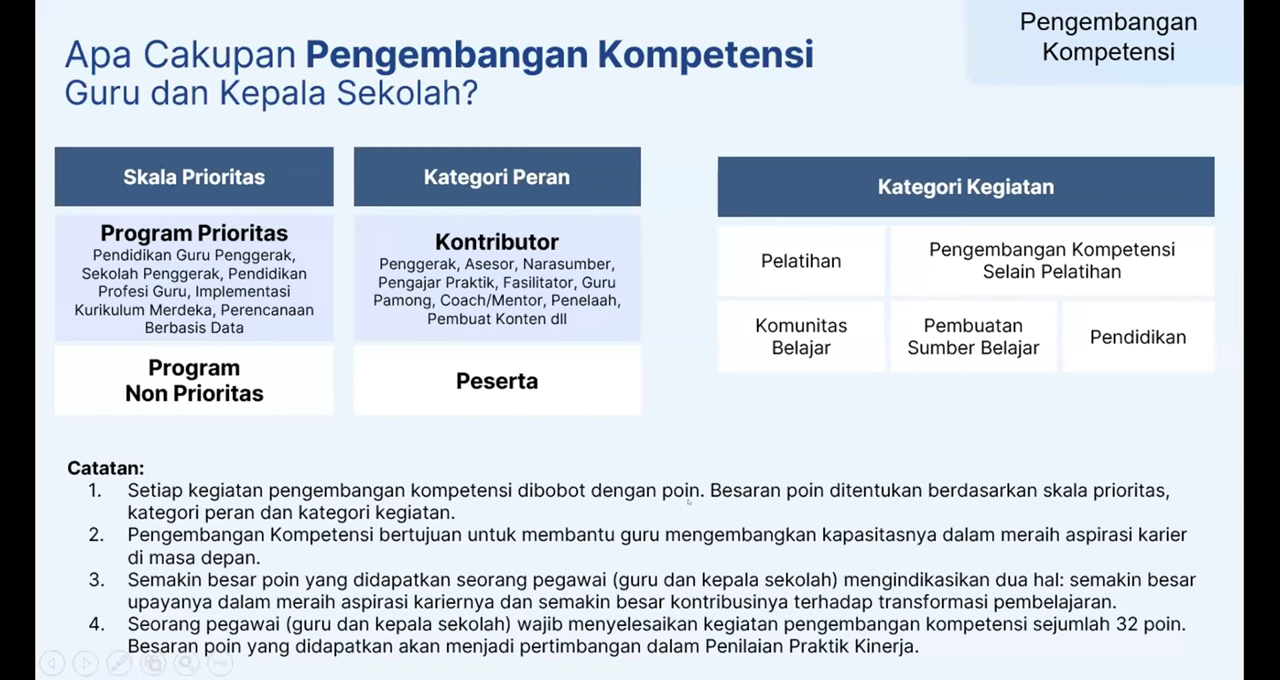 Pengembangan
Kompetensi
Apa Cakupan Pengembangan Kompetensi
Guru dan Kepala Sekolah?
Skala Prioritas
Program Prioritas
Pendidikan Guru Penggerak,
Sekolah Penggerak, Pendidikan
Profesi Guru, Implementasi
Kurikulum Merdeka, Perencanaan
Berbasis Data
Program
Non Prioritas
Kategori Peran
Kontributor
Penggerak, Asesor, Narasumber,
Pengajar Praktik, Fasilitator, Guru
Pamong, Coach/Mentor, Penelaah,
Pembuat Konten dll
Peserta
Kategori Kegiatan
Pelatihan
Pengembangan Kompetensi
Selain Pelatihan
Komunitas
Belajar
Pembuatan
Sumber Belajar
Pendidikan
Catatan:
1. Setiap kegiatan pengembangan kompetensi dibobot dengan poin. Besaran poin ditentukan berdasarkan skala prioritas,
kategori peran dan kategori kegiatan.
2. Pengembangan Kompetensi bertujuan untuk membantu guru mengembangkan kapasitasnya dalam meraih aspirasi karier
di masa depan.
3. Semakin besar poin yang didapatkan seorang pegawai (guru dan kepala sekolah) mengindikasikan dua hal: semakin besar
upayanya dalam meraih aspirasi kariernya dan semakin besar kontribusinya terhadap transformasi pembelajaran.
4. Seorang pegawai (guru dan kepala sekolah) wajib menyelesaikan kegiatan pengembangan kompetensi sejumlah 32 poin.
Besaran poin yang didapatkan akan menjadi pertimbangan dalam Penilaian Praktik Kinerja.